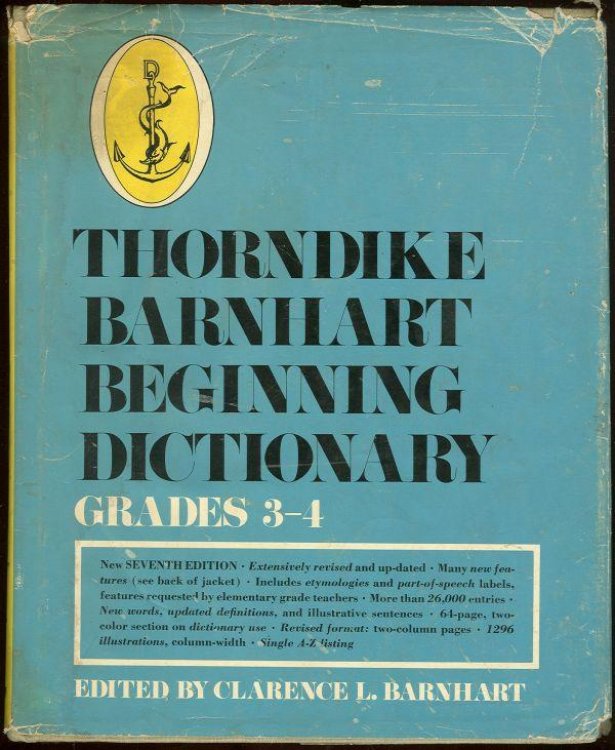 D
THORNDIKE
BARNHART
BEGINNING
DICTIONARY
GRADES 3-4
New SEVENTH EDITION · Extensively revised and up-dated · Many new fea-
tures (see back of jacket) · Includes etymologies and part-of-speech labels,
features requested by elementary grade teachers · More than 26,000 entries ·
New words, updated definitions, and illustrative sentences · 64-page, two-
color section on dictionary use · Revised format: two-column pages · 1296
illustrations, column-width · Single A-Z listing
EDITED BY CLARENCE L. BARNHART